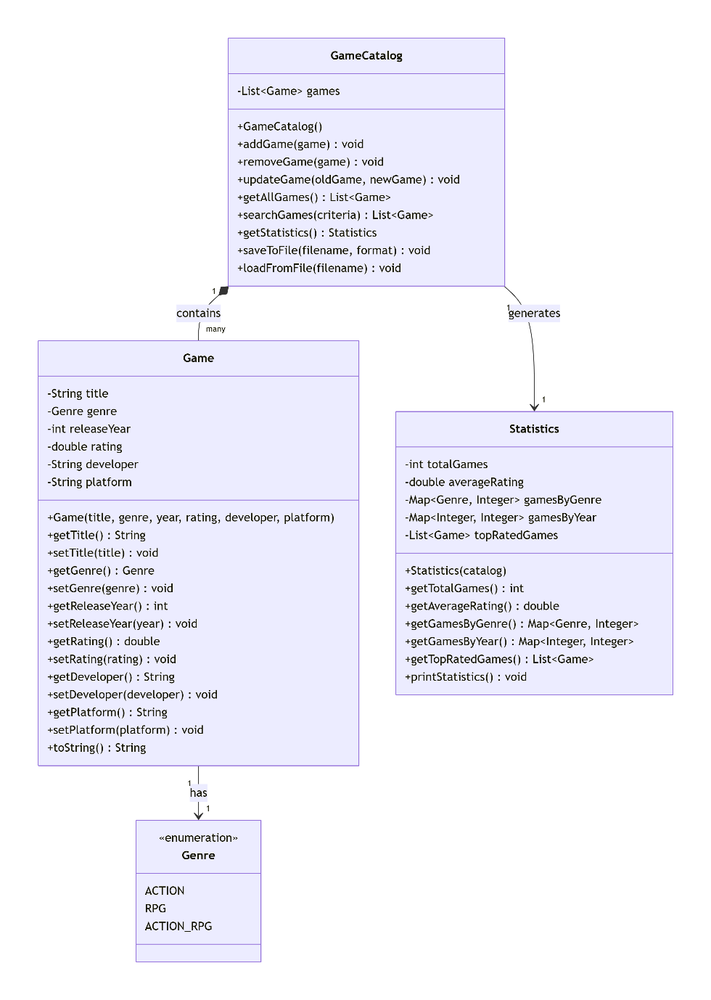 GameCatalog
-List<Game> games
+GameCatalog()
+addGame(game) : void
+removeGame(game) : void
+updateGame(oldGame, newGame) : void
+getAllGames() : List<Game>
+searchGames(criteria) : List<Game>
+getStatistics() : Statistics
+saveToFile(filename, format) : void
+loadFromFile(filename) : void
1
contains
many
1
generates
1
Game
-String title
-Genre genre
-int releaseYear
-double rating
-String developer
-String platform
+Game(title, genre, year, rating, developer, platform)
+getTitle() : String
+setTitle(title) : void
+getGenre() : Genre
+setGenre(genre) : void
+getReleaseYear() : int
+setReleaseYear(year) : void
+getRating() : double
+setRating(rating) : void
+getDeveloper() : String
+setDeveloper(developer) : void
+getPlatform() : String
+setPlatform(platform) : void
+toString() : String
Statistics
-int totalGames
-double averageRating
-Map<Genre, Integer> gamesByGenre
-Map<Integer, Integer> gamesByYear
-List<Game> topRatedGames
+Statistics(catalog)
+getTotalGames() : int
+getAverageRating() : double
+getGamesByGenre() : Map<Genre, Integer>
+getGamesByYear() : Map<Integer, Integer>
+getTopRatedGames() : List<Game>
+printStatistics() : void
1
has
1
«enumeration»
Genre
ACTION
RPG
ACTION_RPG